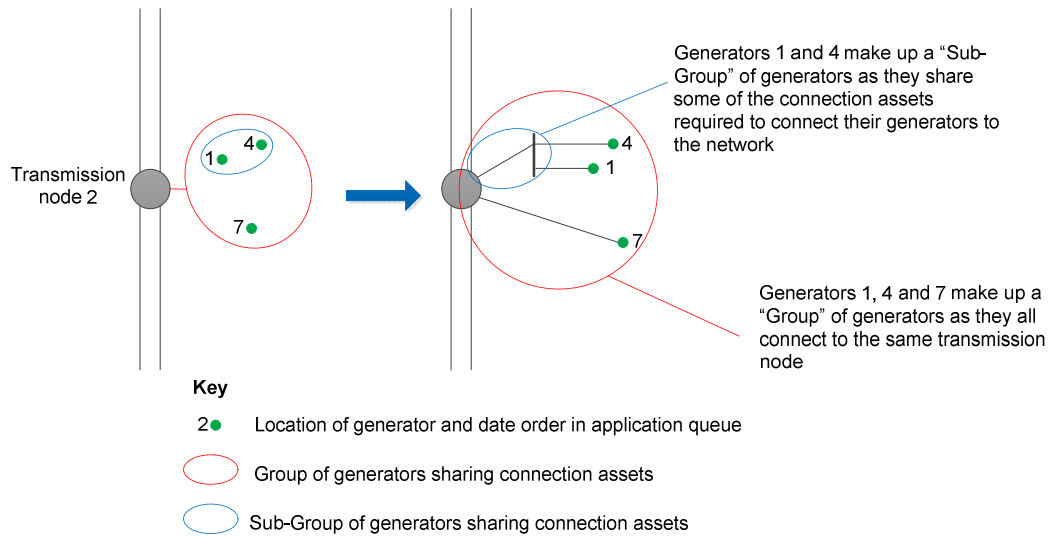 Generators 1 and 4 make up a “Sub-
Group” of generators as they share
some of the connection assets
required to connect their generators to
the network
Transmission
node 2
1
4
7
4
1
7
Generators 1, 4 and 7 make up a
“Group” of generators as they all
connect to the same transmission
node
Key
2 Location of generator and date order in application queue
Group of generators sharing connection assets
Sub-Group of generators sharing connection assets